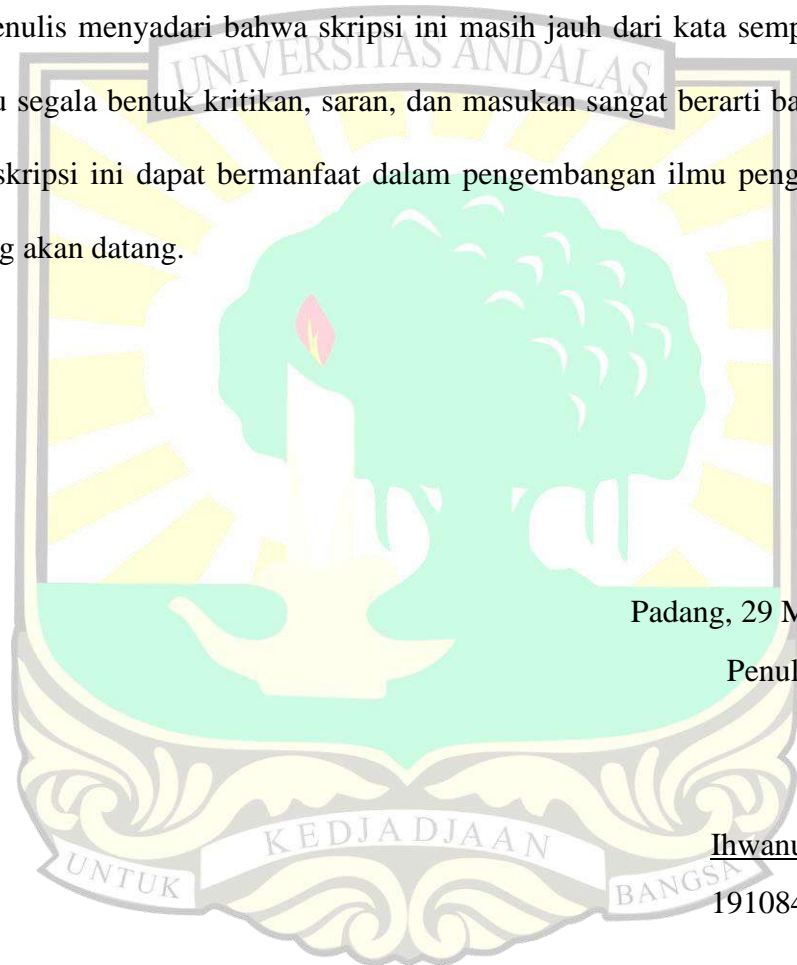 enulis menyadari bahwa skripsi ini masih jauh dari kata semp
UNIVERSITAS ANDALAS
u segala bentuk kritikan, saran, dan masukan sangat berarti ba
skripsi ini dapat bermanfaat dalam pengembangan ilmu peng
g akan datang.
Padang, 29 M
Penul
KEDJADJAAN
Ihwanu
UNTUK
BANGSA
191084